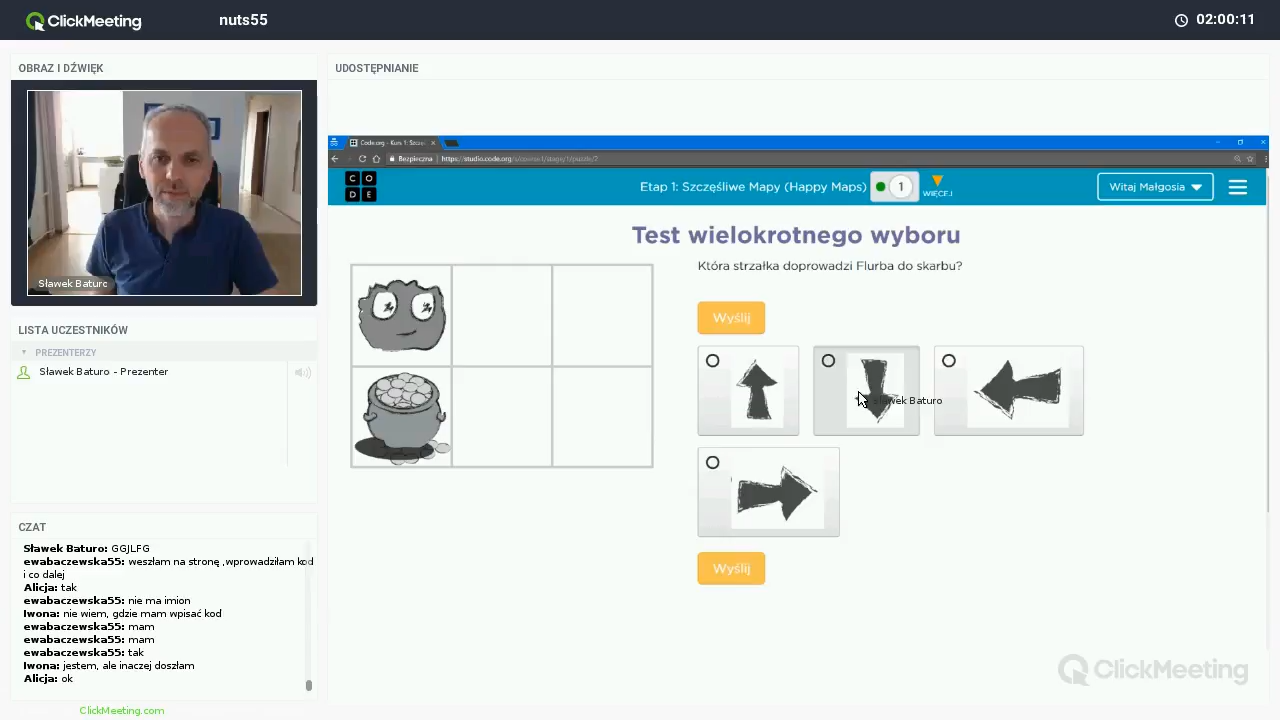 ClickMeeting
nuts55
02:00:11
OBRAZ I DŹWIĘK
Sławek Baturo
LISTA UCZESTNIKÓW
PREZENTERZY
Sławek Baturo - Prezenter
CZAT
Sławek Baturo: GGJLFG
ewabaczewska55: weszłam na stronę ,wprowadziłam kod
i co dalej
Alicja: tak
ewabaczewska55: nie ma imion
Iwona: nie wiem, gdzie mam wpisać kod
ewabaczewska55: mam
ewabaczewska55: mam
ewabaczewska55: tak
Iwona: jestem, ale inaczej doszłam
Alicja: ok
ClickMeeting.com
UDOSTĘPNIANIE
Code.org - Kurs 1: Szczę
Bezpieczna
https://studio.code.org/s/course1/stage/1/puzzle/2
CODE
Etap 1: Szczęśliwe Mapy (Happy Maps)
1
WIĘCEJ
Witaj Małgosia
Test wielokrotnego wyboru
Która strzałka doprowadzi Flurba do skarbu?
Wyślij
Sławek Baturo
Wyślij
ClickMeeting